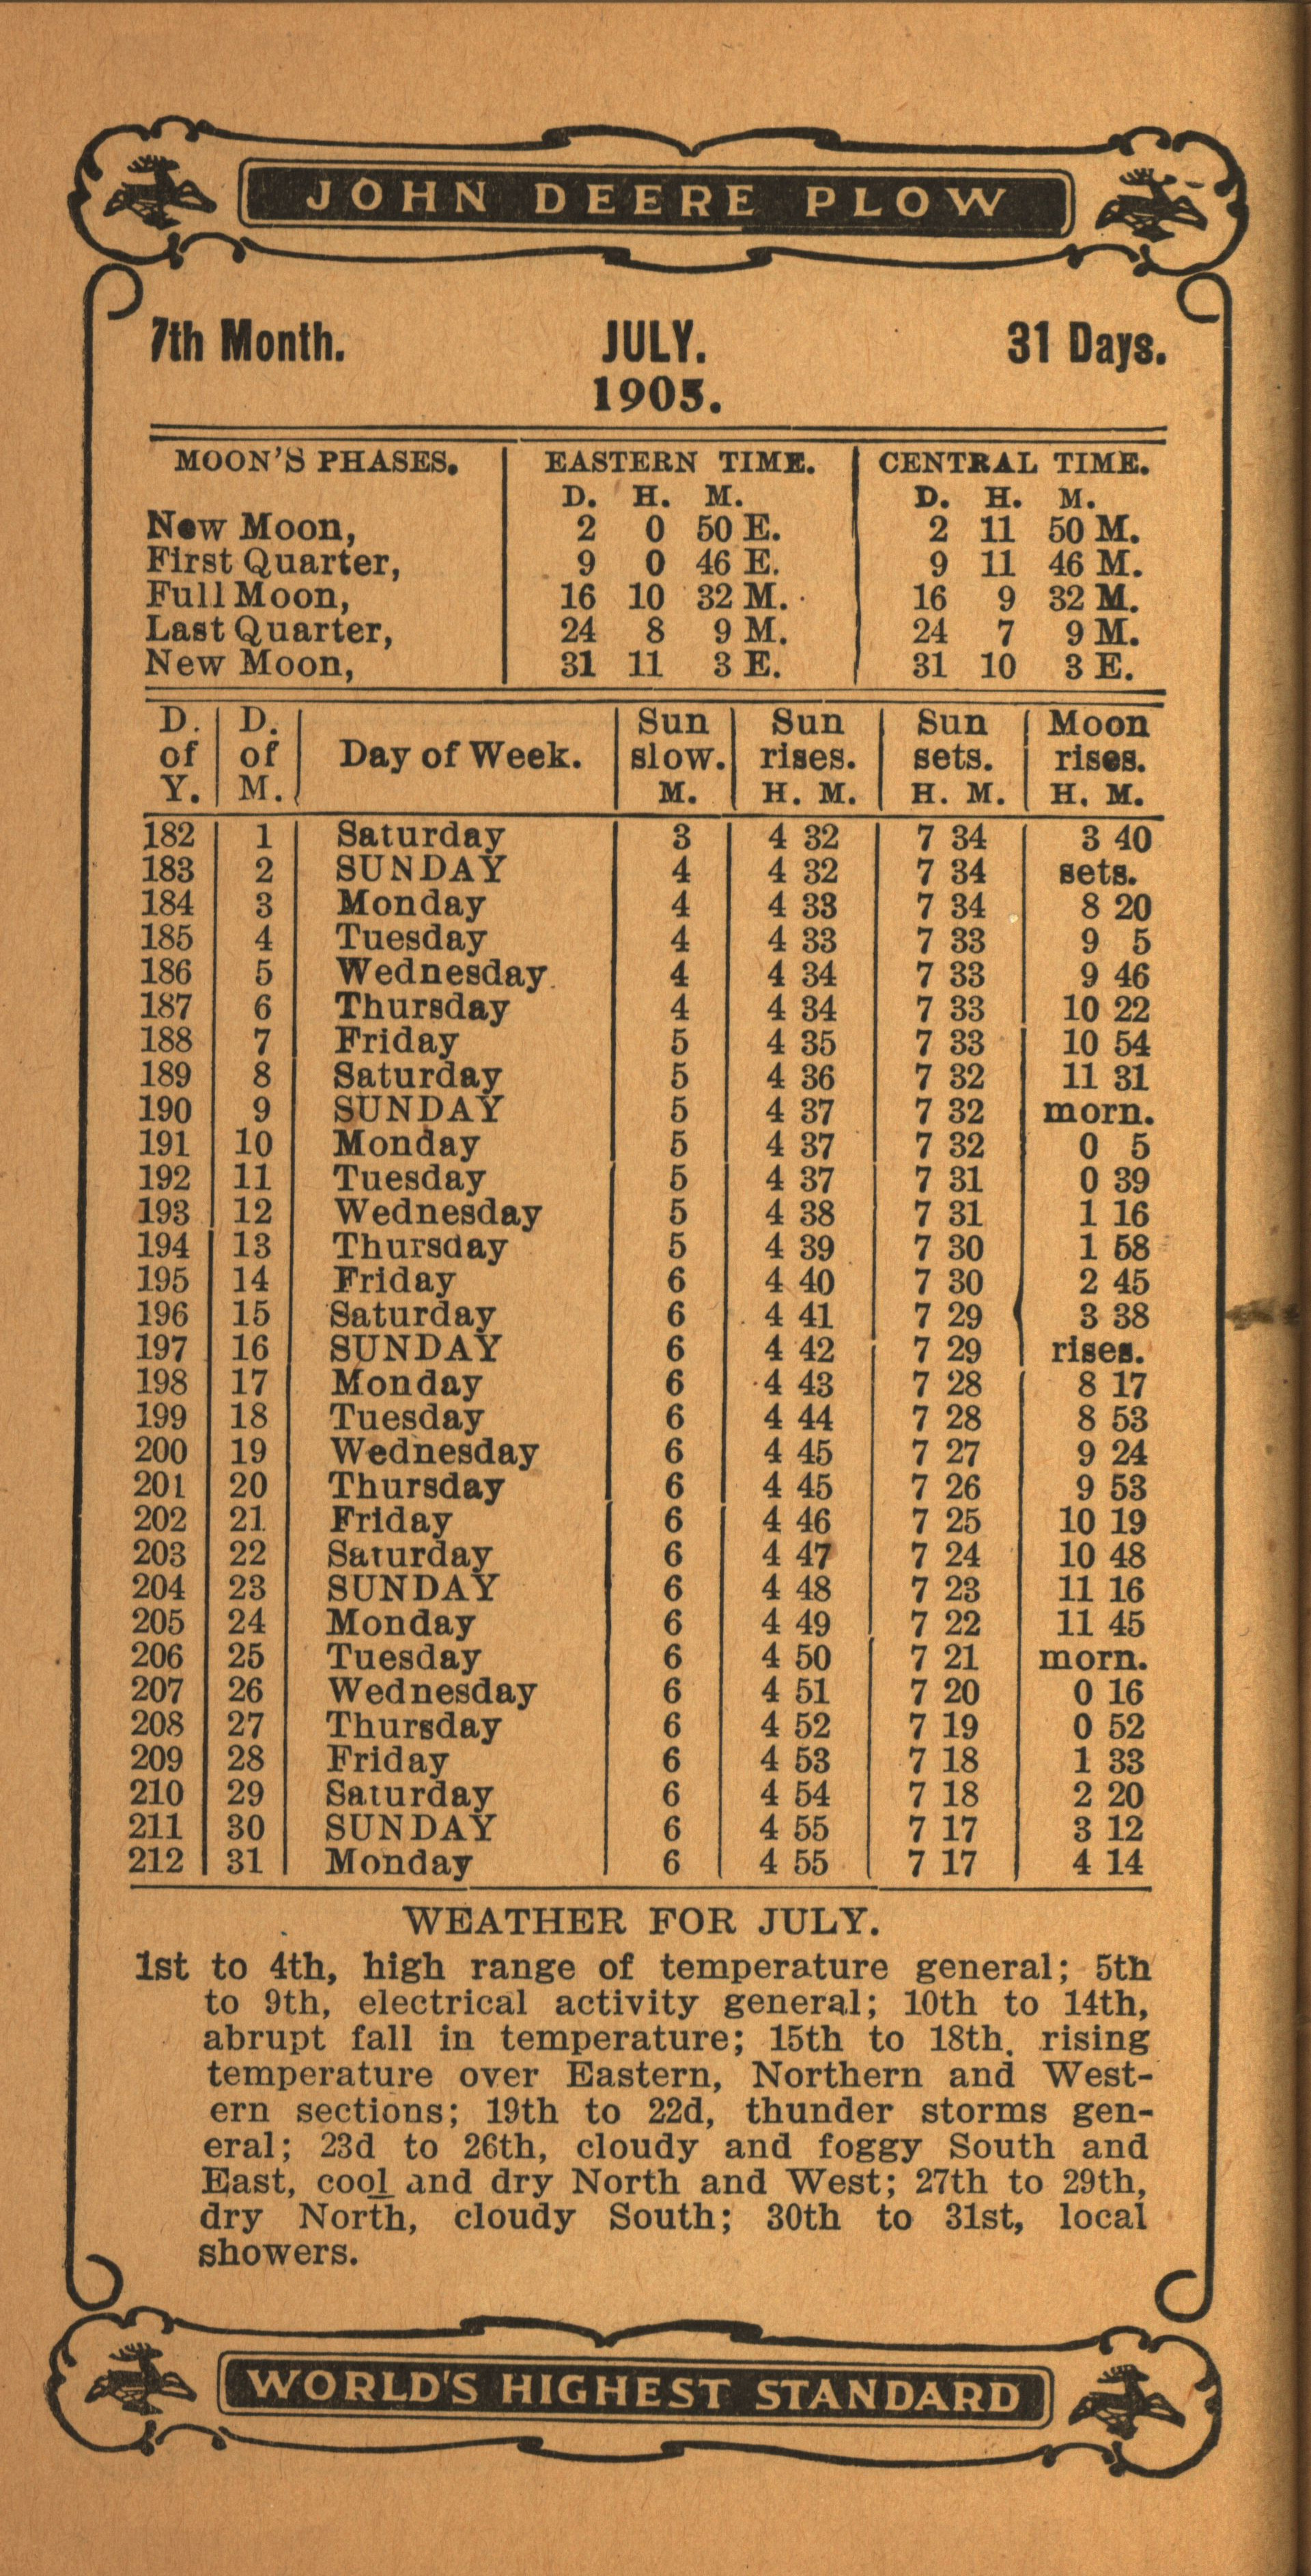 JOHN DEERE PLOW
7th Month. JULY. 31 Days.
1905.
MOON'S PHASES. EASTERN TIME. CENTRAL TIME.
D. H. M. D. H. M.
New Moon, 2 0 50 E. 2 11 50 M.
First Quarter, 9 0 46 E. 9 11 46 M.
Full Moon, 16 10 32 M. 16 9 32 M.
Last Quarter, 24 8 9 M. 24 7 9 M.
New Moon, 31 11 3 E. 31 10 3 E.
D. D. Sun Sun Sun Moon
of of Day of Week. slow. rises. sets. rises.
Y. M. M. H. M. H. M. H. M.
182 1 Saturday 3 4 32 7 34 3 40
183 2 SUNDAY 4 4 32 7 34 sets.
184 3 Monday 4 4 33 7 34 8 20
185 4 Tuesday 4 4 33 7 33 9 5
186 5 Wednesday 4 4 34 7 33 9 46
187 6 Thursday 4 4 34 7 33 10 22
188 7 Friday 5 4 35 7 33 10 54
189 8 Saturday 5 4 36 7 32 11 31
190 9 SUNDAY 5 4 37 7 32 morn.
191 10 Monday 5 4 37 7 32 0 5
192 11 Tuesday 5 4 37 7 31 0 39
193 12 Wednesday 5 4 38 7 31 1 16
194 13 Thursday 5 4 39 7 30 1 58
195 14 Friday 6 4 40 7 30 2 45
196 15 Saturday 6 4 41 7 29 3 38
197 16 SUNDAY 6 4 42 7 29 rises.
198 17 Monday 6 4 43 7 28 8 17
199 18 Tuesday 6 4 44 7 28 8 53
200 19 Wednesday 6 4 45 7 27 9 24
201 20 Thursday 6 4 45 7 26 9 53
202 21 Friday 6 4 46 7 25 10 19
203 22 Saturday 6 4 47 7 24 10 48
204 23 SUNDAY 6 4 48 7 23 11 16
205 24 Monday 6 4 49 7 22 11 45
206 25 Tuesday 6 4 50 7 21 morn.
207 26 Wednesday 6 4 51 7 20 0 16
208 27 Thursday 6 4 52 7 19 0 52
209 28 Friday 6 4 53 7 18 1 33
210 29 Saturday 6 4 54 7 18 2 20
211 30 SUNDAY 6 4 55 7 17 3 12
212 31 Monday 6 4 55 7 17 4 14
WEATHER FOR JULY.
1st to 4th, high range of temperature general; 5th
to 9th, electrical activity general; 10th to 14th,
abrupt fall in temperature; 15th to 18th, rising
temperature over Eastern, Northern and West-
ern sections; 19th to 22d, thunder storms gen-
eral; 23d to 26th, cloudy and foggy South and
East, cool and dry North and West; 27th to 29th,
dry North, cloudy South; 30th to 31st, local
showers.
WORLD'S HIGHEST STANDARD